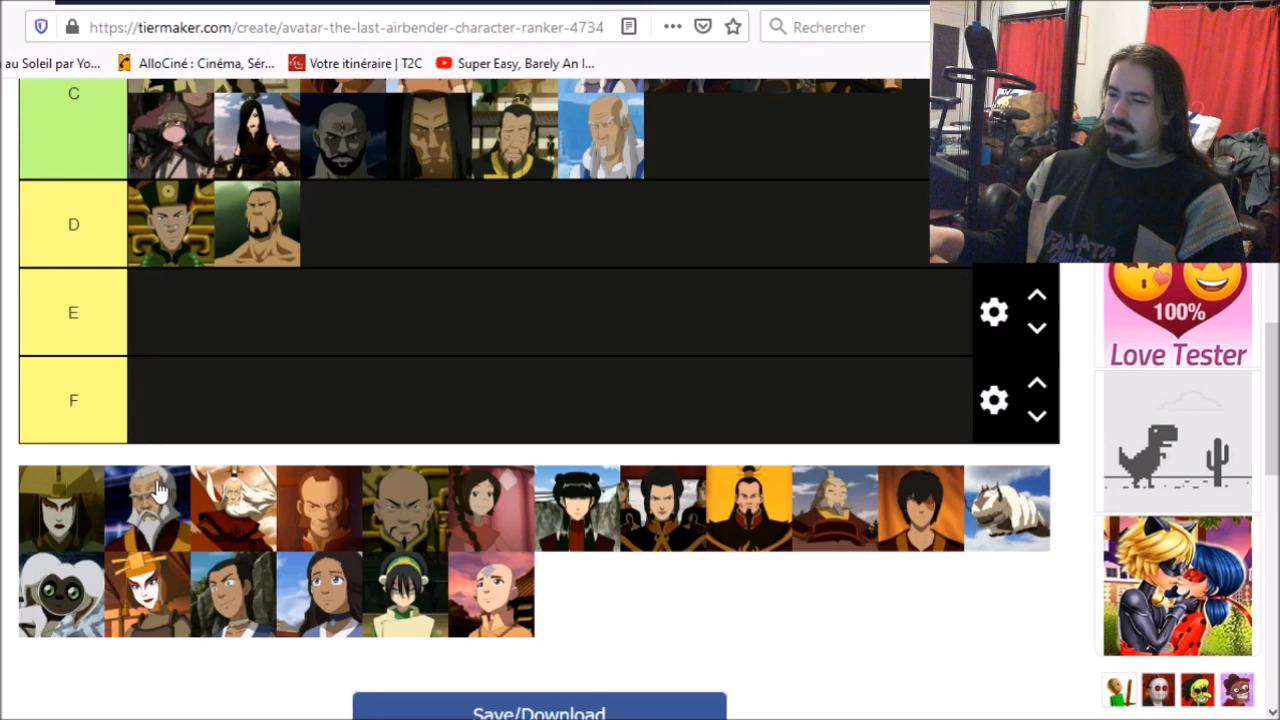 https://tiermaker.com/create/avatar-the-last-airbender-character-ranker-4734
Rechercher
au Soleil par Yo...
AlloCiné : Cinéma, Sér...
Votre itinéraire | T2C
Super Easy, Barely An I...
C
D
E
F
100%
Love Tester
Save/Download